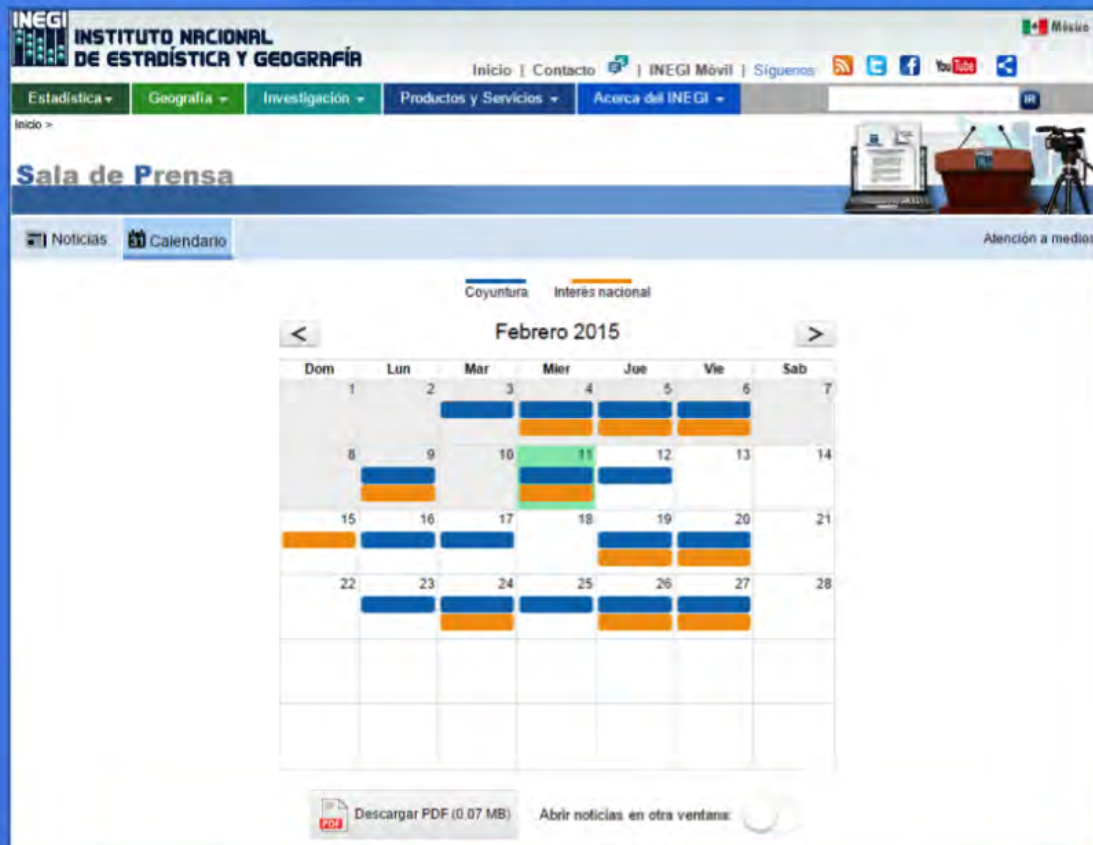 INEGI
INSTITUTO NACIONAL
DE ESTADÍSTICA Y GEOGRAFÍA
México
Inicio | Contacto | INEGI Móvil | Síguenos
You Tube
Estadística Geografía Investigación Productos y Servicios Acerca del INEGI IR
Inicio >
Sala de Prensa
Noticias 31 Calendario Atención a medios
Coyuntura Interés nacional
< Febrero 2015 >
Dom Lun Mar Mier Jue Vie Sab
1 2 3 4 5 6 7
8 9 10 11 12 13 14
15 16 17 18 19 20 21
22 23 24 25 26 27 28
PDF Descargar PDF (0.07 MB) Abrir noticias en otra ventana: